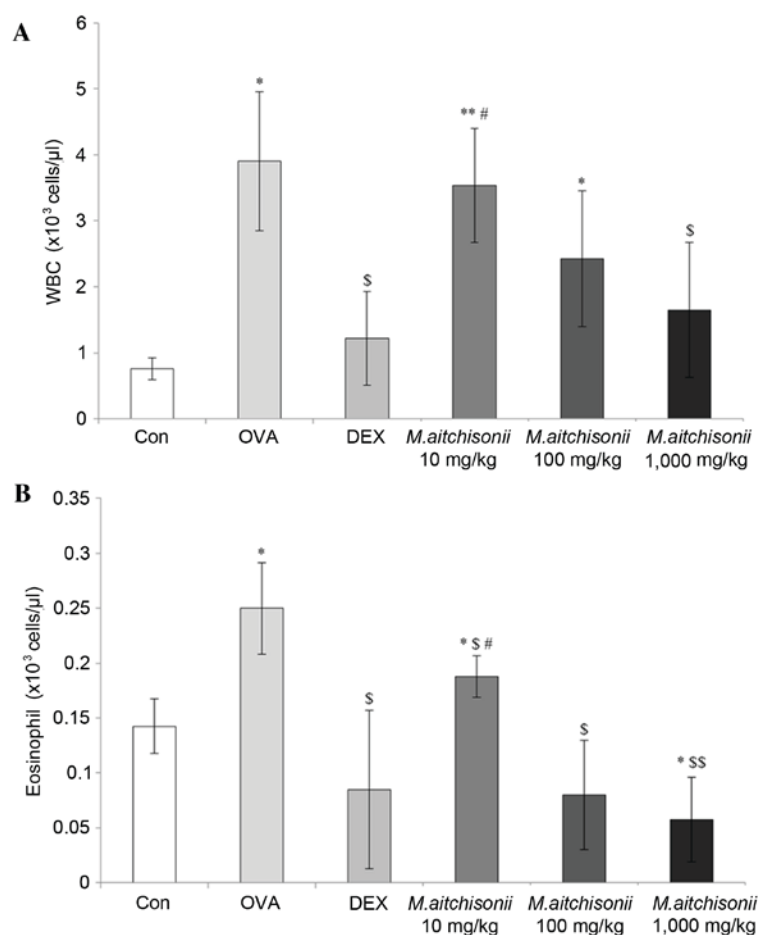 A
WBC (x10³ cells/µl)
6
5
4
3
2
1
0
*
$
** #
*
$
Con OVA DEX M.aitchisonii M.aitchisonii M.aitchisonii
10 mg/kg 100 mg/kg 1,000 mg/kg
B
Eosinophil (x10³ cells/µl)
0.35
0.3
0.25
0.2
0.15
0.1
0.05
0
*
$
* $ #
$
* $$
Con OVA DEX M.aitchisonii M.aitchisonii M.aitchisonii
10 mg/kg 100 mg/kg 1,000 mg/kg